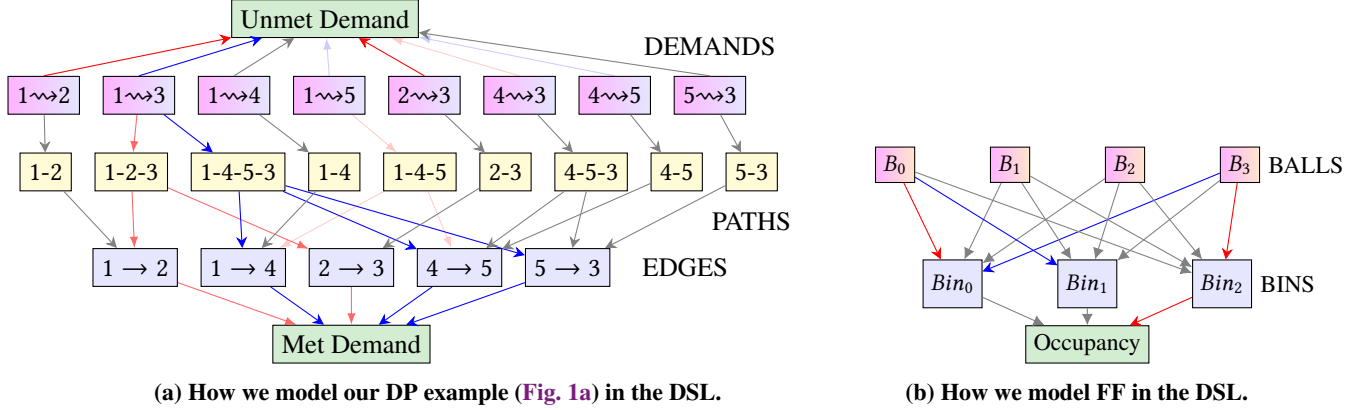 Unmet Demand
DEMANDS
1⇝2 1⇝3 1⇝4 1⇝5 2⇝3 4⇝3 4⇝5 5⇝3
1-2 1-2-3 1-4-5-3 1-4 1-4-5 2-3 4-5-3 4-5 5-3
PATHS
1 → 2 1 → 4 2 → 3 4 → 5 5 → 3 EDGES
Met Demand
(a) How we model our DP example (Fig. 1a) in the DSL.
B₀ B₁ B₂ B₃ BALLS
Bin₀ Bin₁ Bin₂ BINS
Occupancy
(b) How we model FF in the DSL.